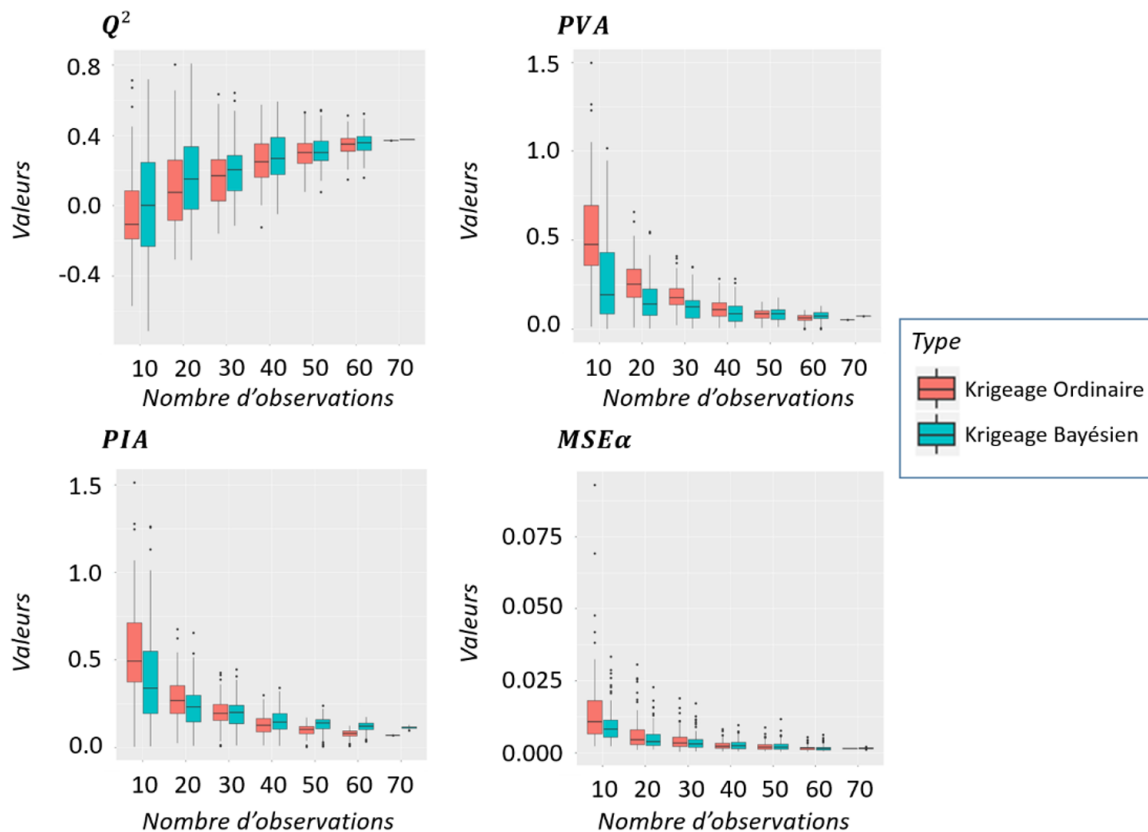 Q²
0.8
0.4
0.0
-0.4
Valeurs
10 20 30 40 50 60 70
Nombre d'observations
PVA
1.5
1.0
0.5
0.0
Valeurs
10 20 30 40 50 60 70
Nombre d'observations
PIA
1.5
1.0
0.5
0.0
Valeurs
10 20 30 40 50 60 70
Nombre d'observations
MSEα
0.075
0.050
0.025
0.000
Valeurs
10 20 30 40 50 60 70
Nombre d'observations
Type
Krigeage Ordinaire
Krigeage Bayésien